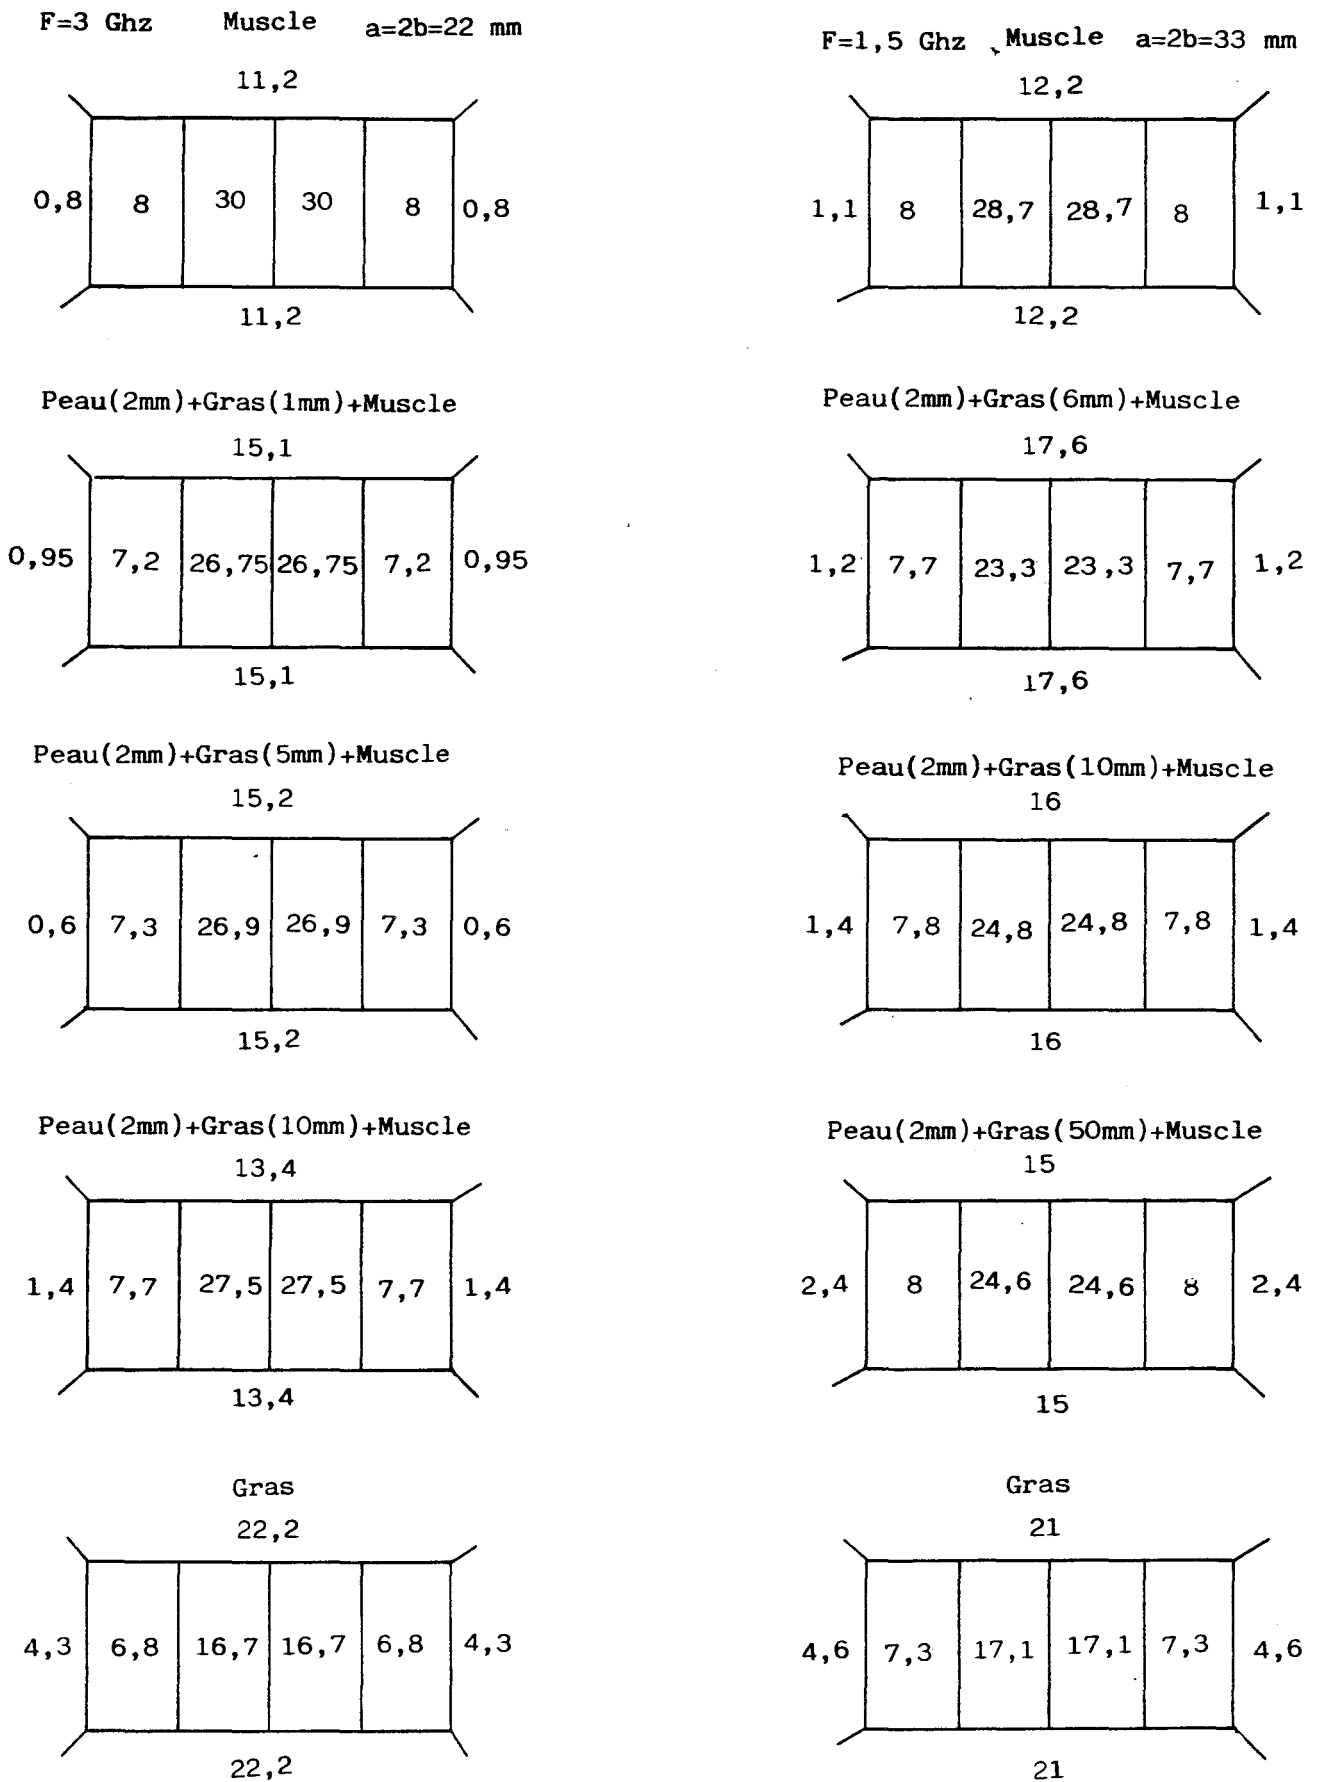 F=3 Ghz Muscle a=2b=22 mm
11,2
0,8 8 30 30 8 0,8
11,2
Peau(2mm)+Gras(1mm)+Muscle
15,1
0,95 7,2 26,75 26,75 7,2 0,95
15,1
Peau(2mm)+Gras(5mm)+Muscle
15,2
0,6 7,3 26,9 26,9 7,3 0,6
15,2
Peau(2mm)+Gras(10mm)+Muscle
13,4
1,4 7,7 27,5 27,5 7,7 1,4
13,4
Gras
22,2
4,3 6,8 16,7 16,7 6,8 4,3
22,2
F=1,5 Ghz Muscle a=2b=33 mm
12,2
1,1 8 28,7 28,7 8 1,1
12,2
Peau(2mm)+Gras(6mm)+Muscle
17,6
1,2 7,7 23,3 23,3 7,7 1,2
17,6
Peau(2mm)+Gras(10mm)+Muscle
16
1,4 7,8 24,8 24,8 7,8 1,4
16
Peau(2mm)+Gras(50mm)+Muscle
15
2,4 8 24,6 24,6 8 2,4
15
Gras
21
4,6 7,3 17,1 17,1 7,3 4,6
21